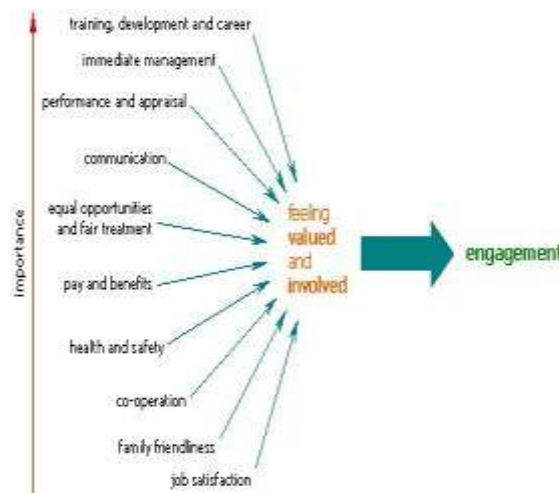 training, development and career
immediate management
performance and appraisal
communication
equal opportunities
and fair treatment
pay and benefits
health and safety
co-operation
family friendliness
job satisfaction
importance
feeling
valued
and
involved
engagement